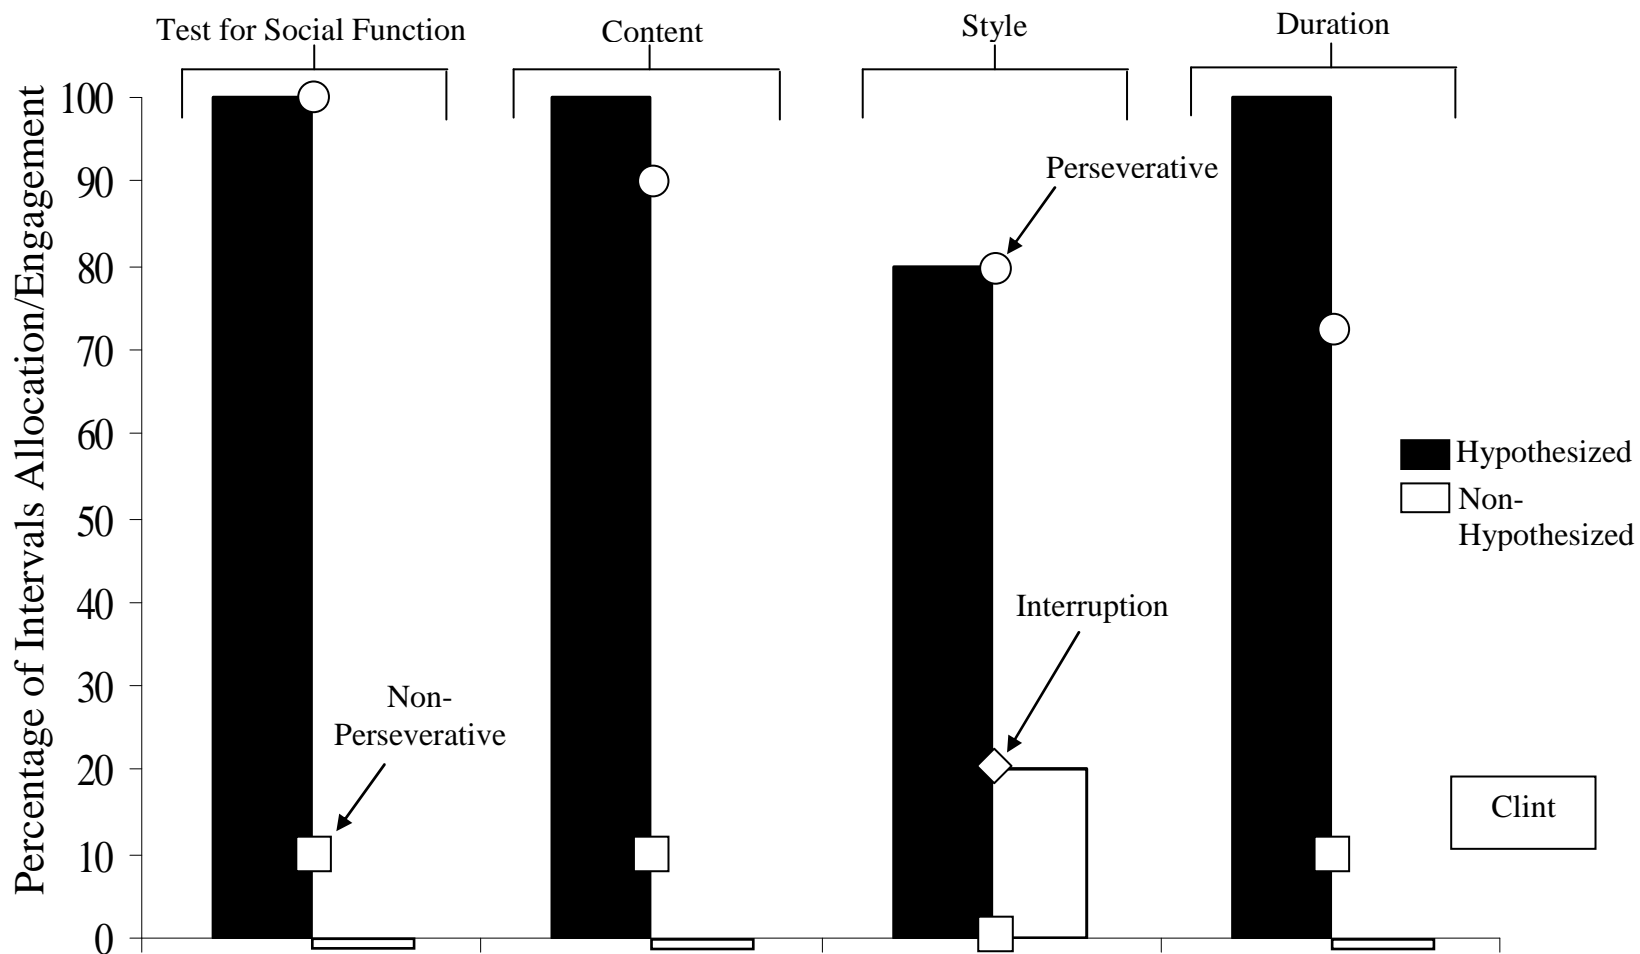 Test for Social Function
Content
Style
Duration
Percentage of Intervals Allocation/Engagement
100
90
80
70
60
50
40
30
20
10
0
Perseverative
Interruption
Non-
Perseverative
Hypothesized
Non-
Hypothesized
Clint